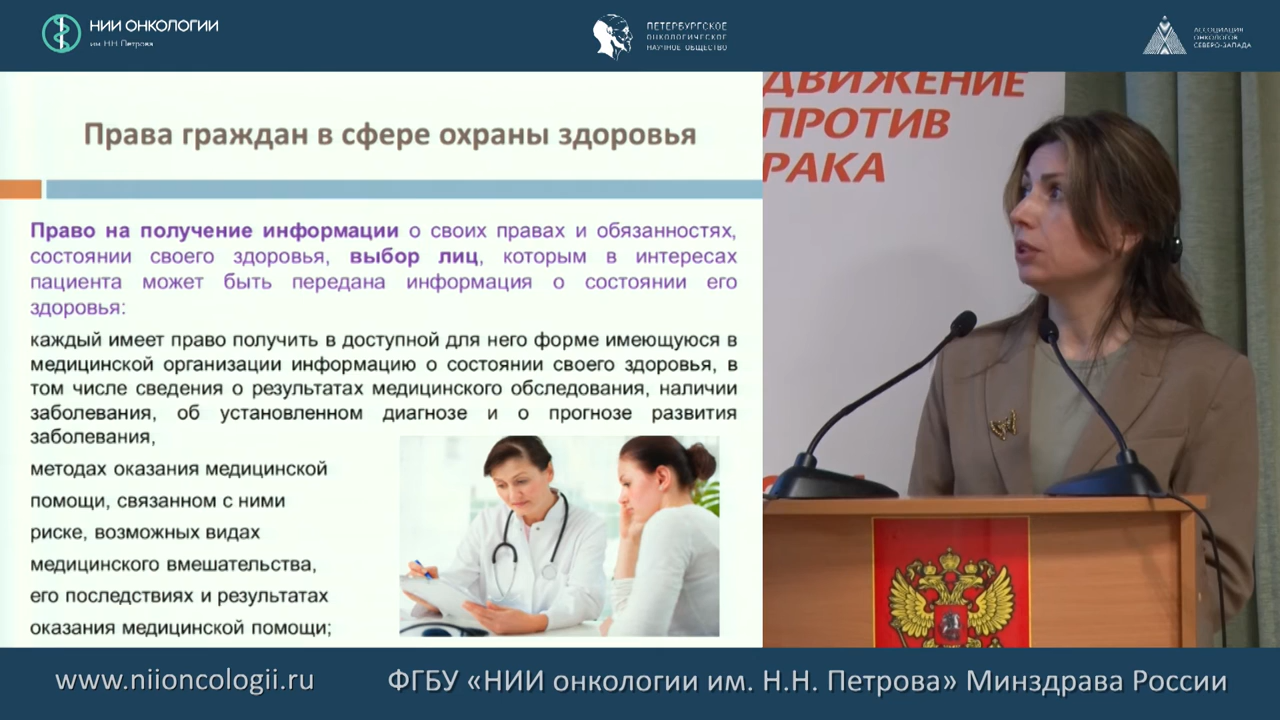 НИИ ОНКОЛОГИИ
им. Н.Н. Петрова
ПЕТЕРБУРГСКОЕ
ОНКОЛОГИЧЕСКОЕ
НАУЧНОЕ ОБЩЕСТВО
АССОЦИАЦИЯ
ОНКОЛОГОВ
СЕВЕРО-ЗАПАДА
Права граждан в сфере охраны здоровья
Право на получение информации о своих правах и обязанностях,
состоянии своего здоровья, выбор лиц, которым в интересах
пациента может быть передана информация о состоянии его
здоровья:
каждый имеет право получить в доступной для него форме имеющуюся в
медицинской организации информацию о состоянии своего здоровья, в
том числе сведения о результатах медицинского обследования, наличии
заболевания, об установленном диагнозе и о прогнозе развития
заболевания,
методах оказания медицинской
помощи, связанном с ними
риске, возможных видах
медицинского вмешательства,
его последствиях и результатах
оказания медицинской помощи;
ДВИЖЕНИЕ
ПРОТИВ
РАКА
www.niioncologii.ru
ФГБУ «НИИ онкологии им. Н.Н. Петрова» Минздрава России